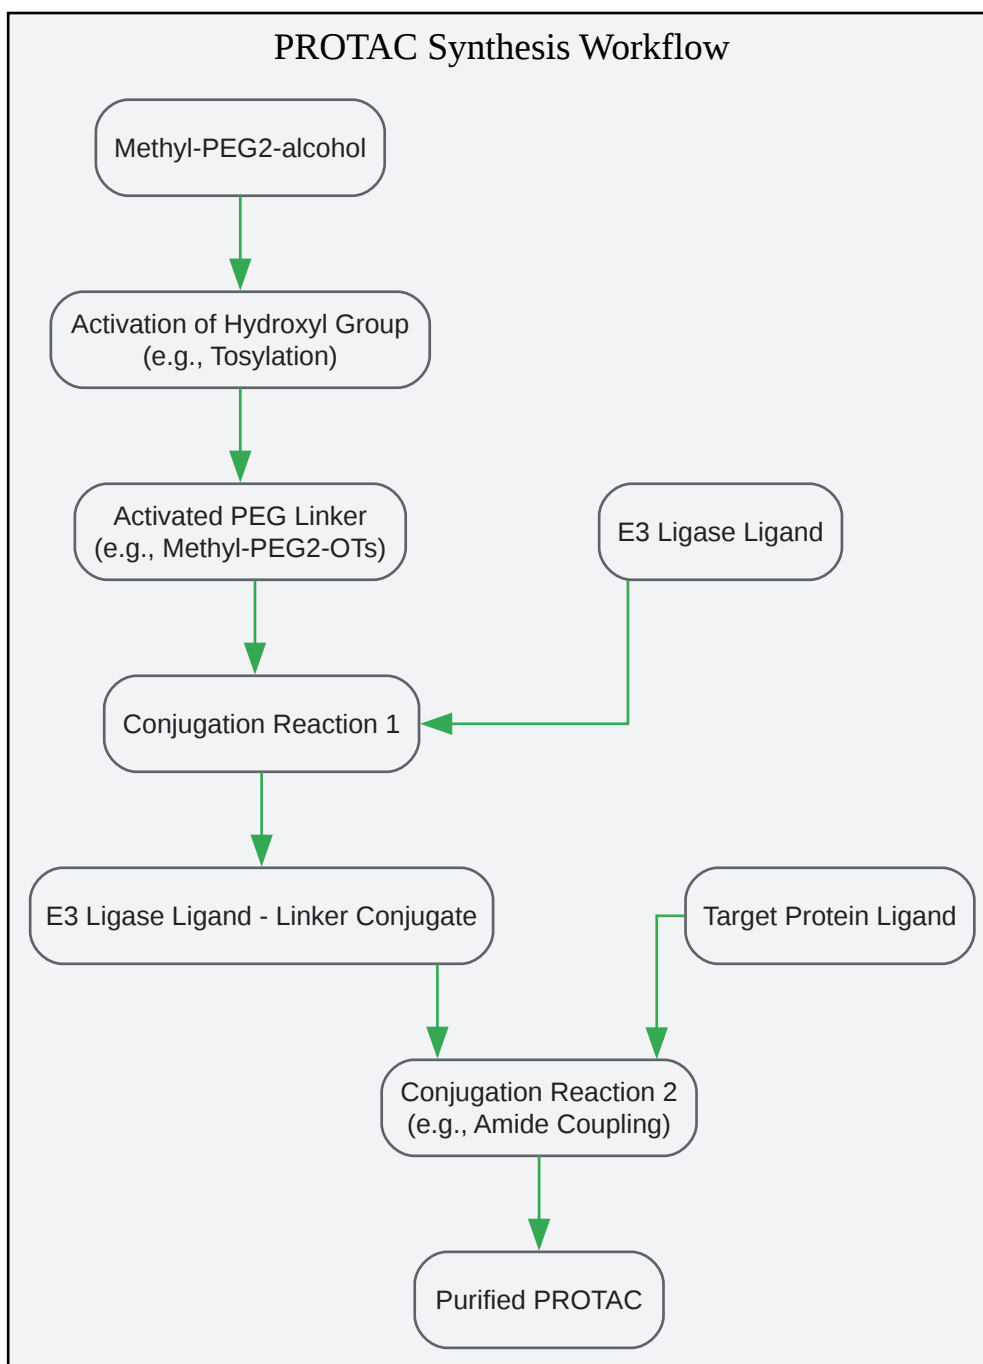 PROTAC Synthesis Workflow
Methyl-PEG2-alcohol
Activation of Hydroxyl Group
(e.g., Tosylation)
Activated PEG Linker
(e.g., Methyl-PEG2-OTs)
E3 Ligase Ligand
Conjugation Reaction 1
E3 Ligase Ligand - Linker Conjugate
Target Protein Ligand
Conjugation Reaction 2
(e.g., Amide Coupling)
Purified PROTAC